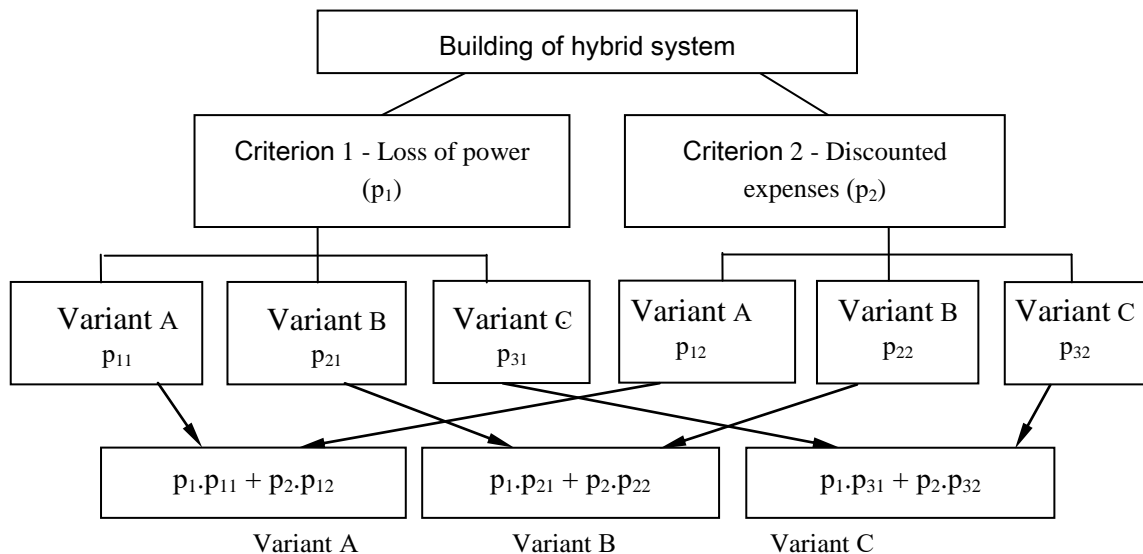 Building of hybrid system
Criterion 1 - Loss of power
(p₁)
Criterion 2 - Discounted
expenses (p₂)
Variant A
p₁₁
Variant B
p₂₁
Variant C
p₃₁
Variant A
p₁₂
Variant B
p₂₂
Variant C
p₃₂
p₁.p₁₁ + p₂.p₁₂
p₁.p₂₁ + p₂.p₂₂
p₁.p₃₁ + p₂.p₃₂
Variant A
Variant B
Variant C